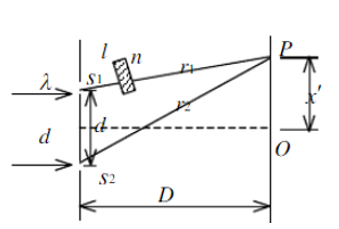 l n P
λ S1 r1
r2 x'
d d
O
S2
D